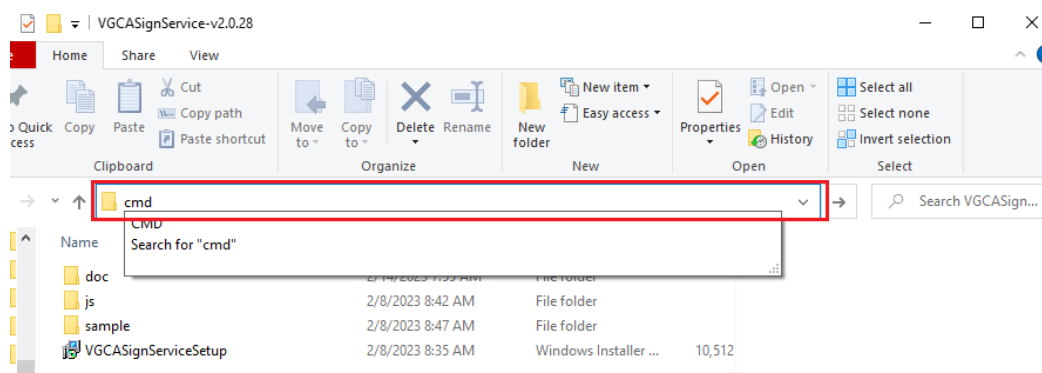 VGCASignService-v2.0.28
Home Share View
Cut
Copy path
Paste shortcut
Quick Copy Paste
Move to
Copy to
Delete Rename
New folder
New item
Easy access
Properties
Open
Edit
History
Select all
Select none
Invert selection
Clipboard Organize New Open Select
cmd
Search VGCASign...
CMD
Search for "cmd"
Name
doc File folder
js 2/8/2023 8:42 AM File folder
sample 2/8/2023 8:47 AM File folder
VGCASignServiceSetup 2/8/2023 8:35 AM Windows Installer ... 10,512